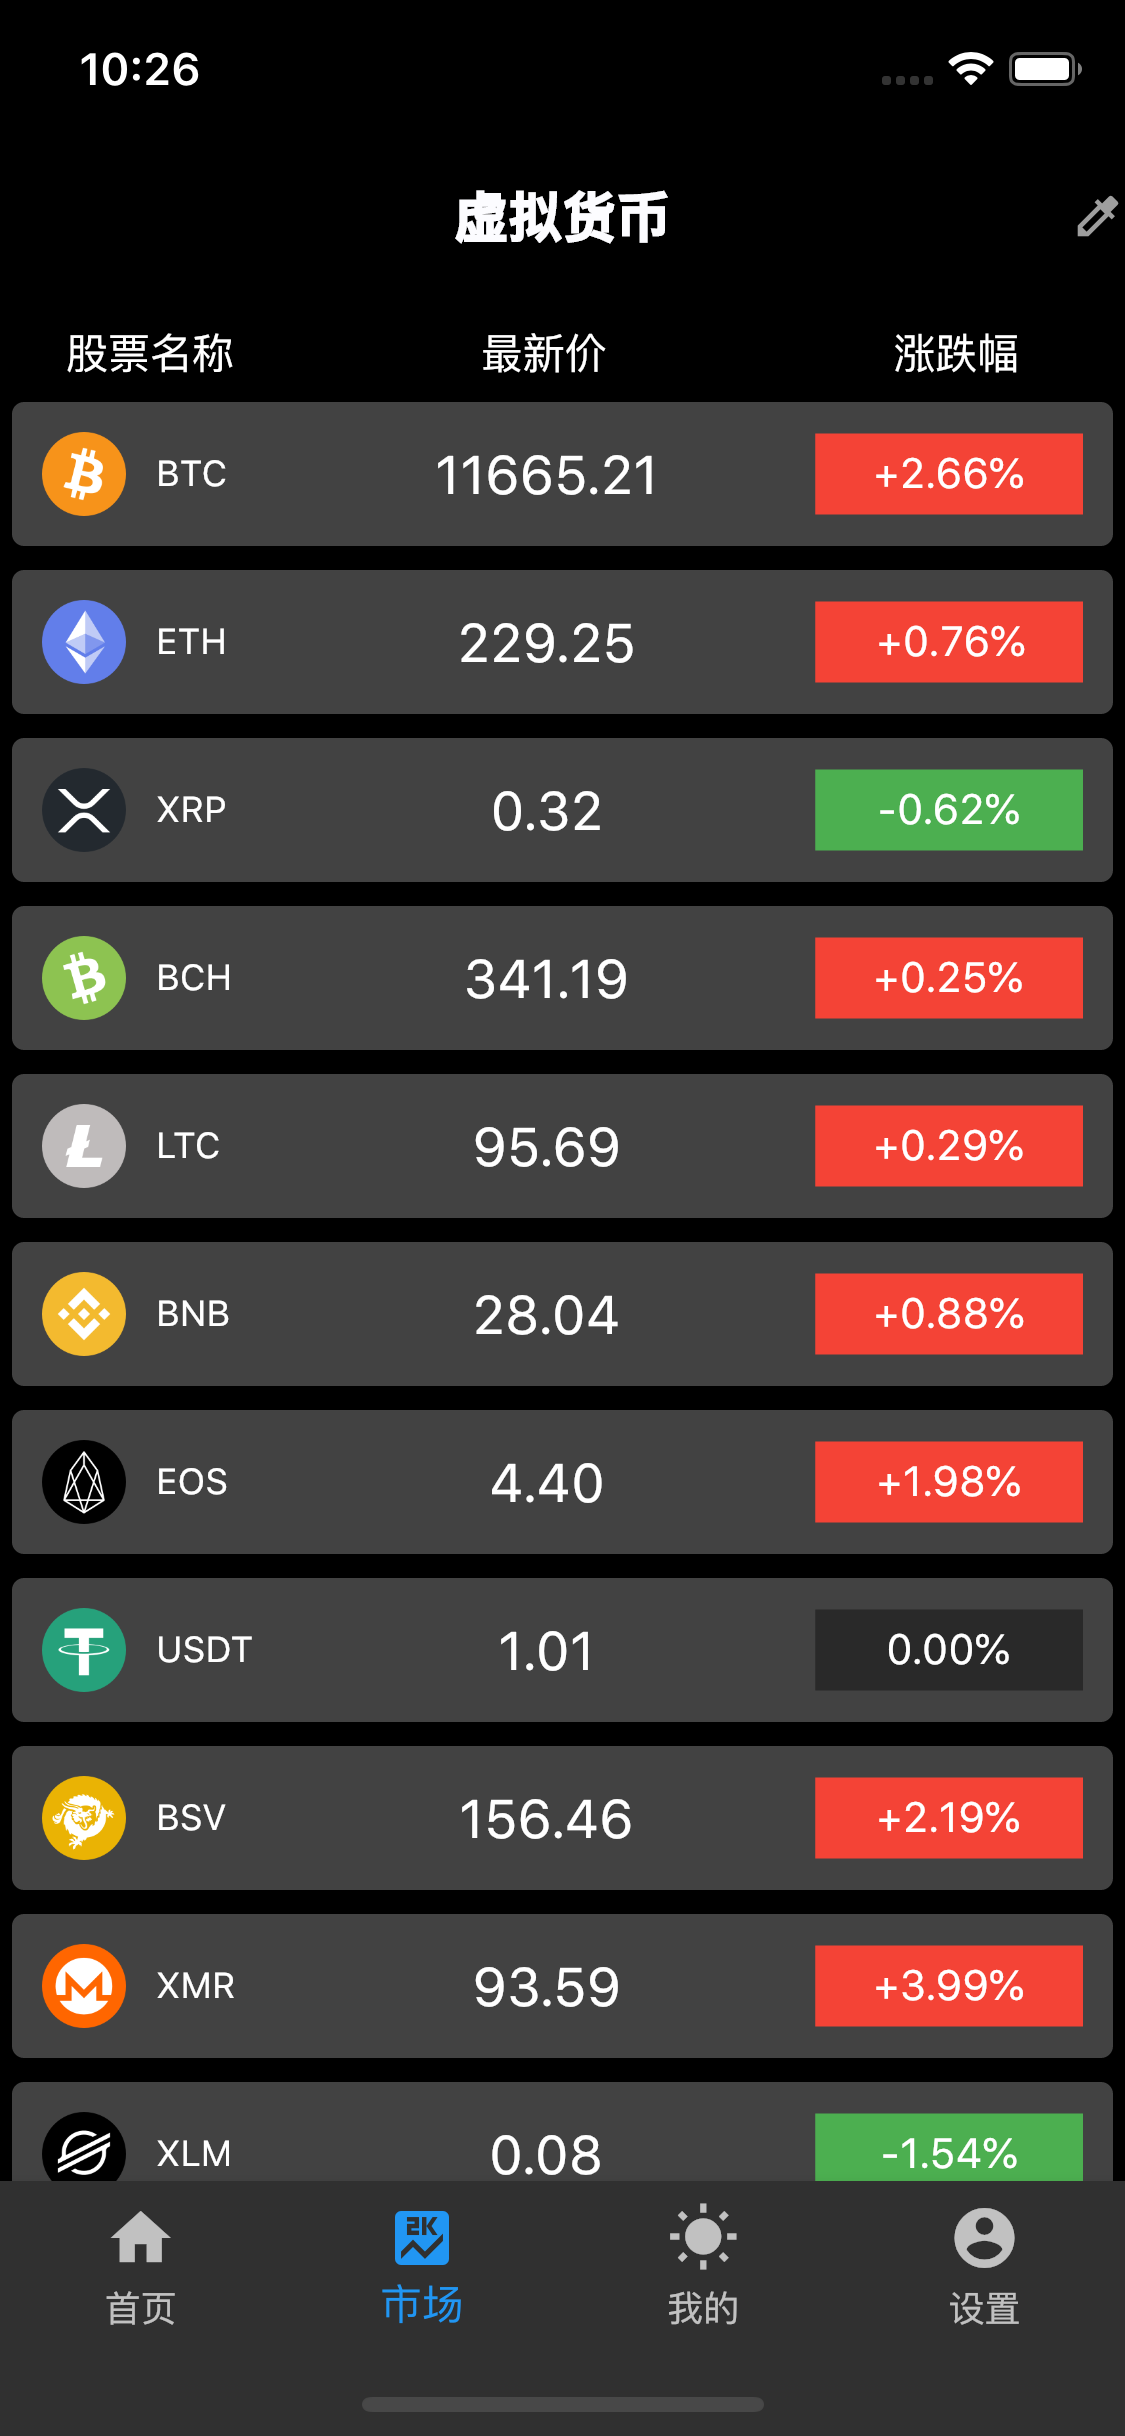 10:26
虚拟货币
股票名称 最新价 涨跌幅
BTC 11665.21 +2.66%
ETH 229.25 +0.76%
XRP 0.32 -0.62%
BCH 341.19 +0.25%
LTC 95.69 +0.29%
BNB 28.04 +0.88%
EOS 4.40 +1.98%
USDT 1.01 0.00%
BSV 156.46 +2.19%
XMR 93.59 +3.99%
XLM 0.08 -1.54%
2K
首页 市场 我的 设置